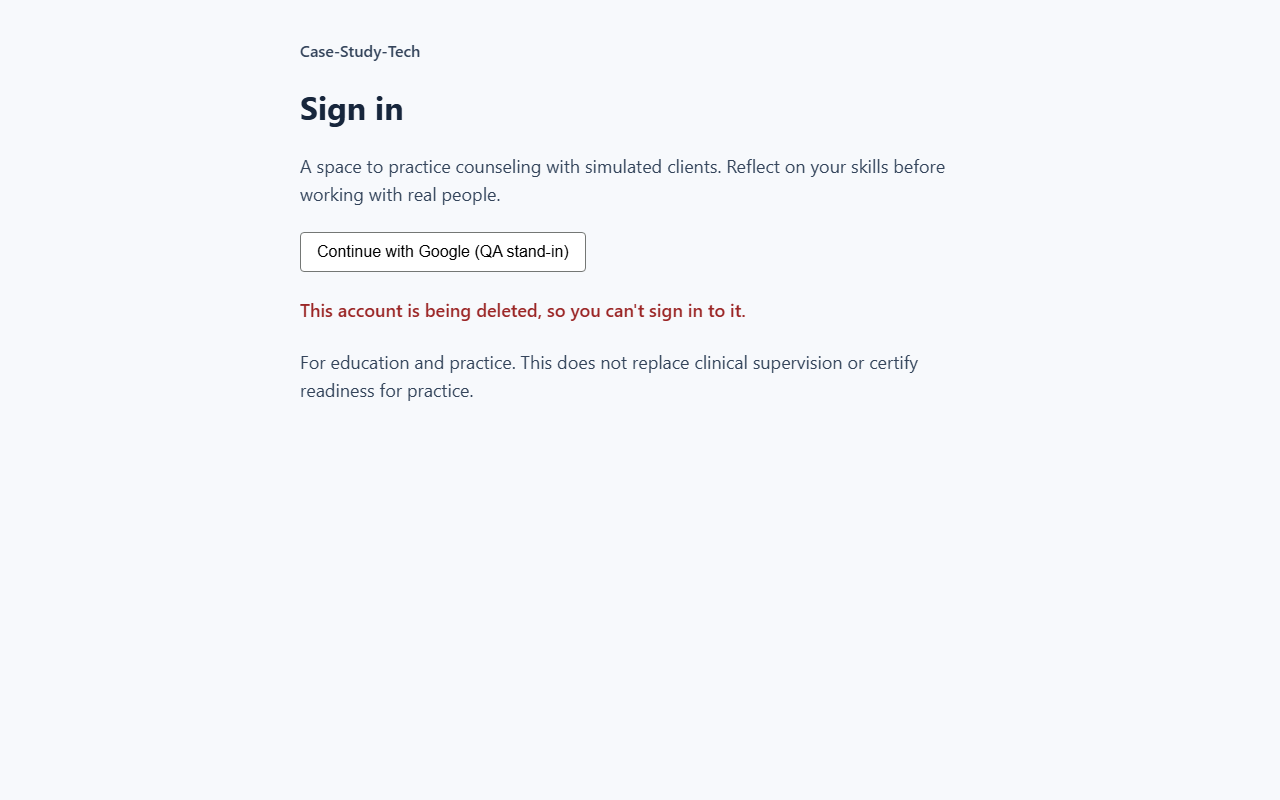 Case-Study-Tech
Sign in
A space to practice counseling with simulated clients. Reflect on your skills before
working with real people.
Continue with Google (QA stand-in)
This account is being deleted, so you can't sign in to it.
For education and practice. This does not replace clinical supervision or certify
readiness for practice.